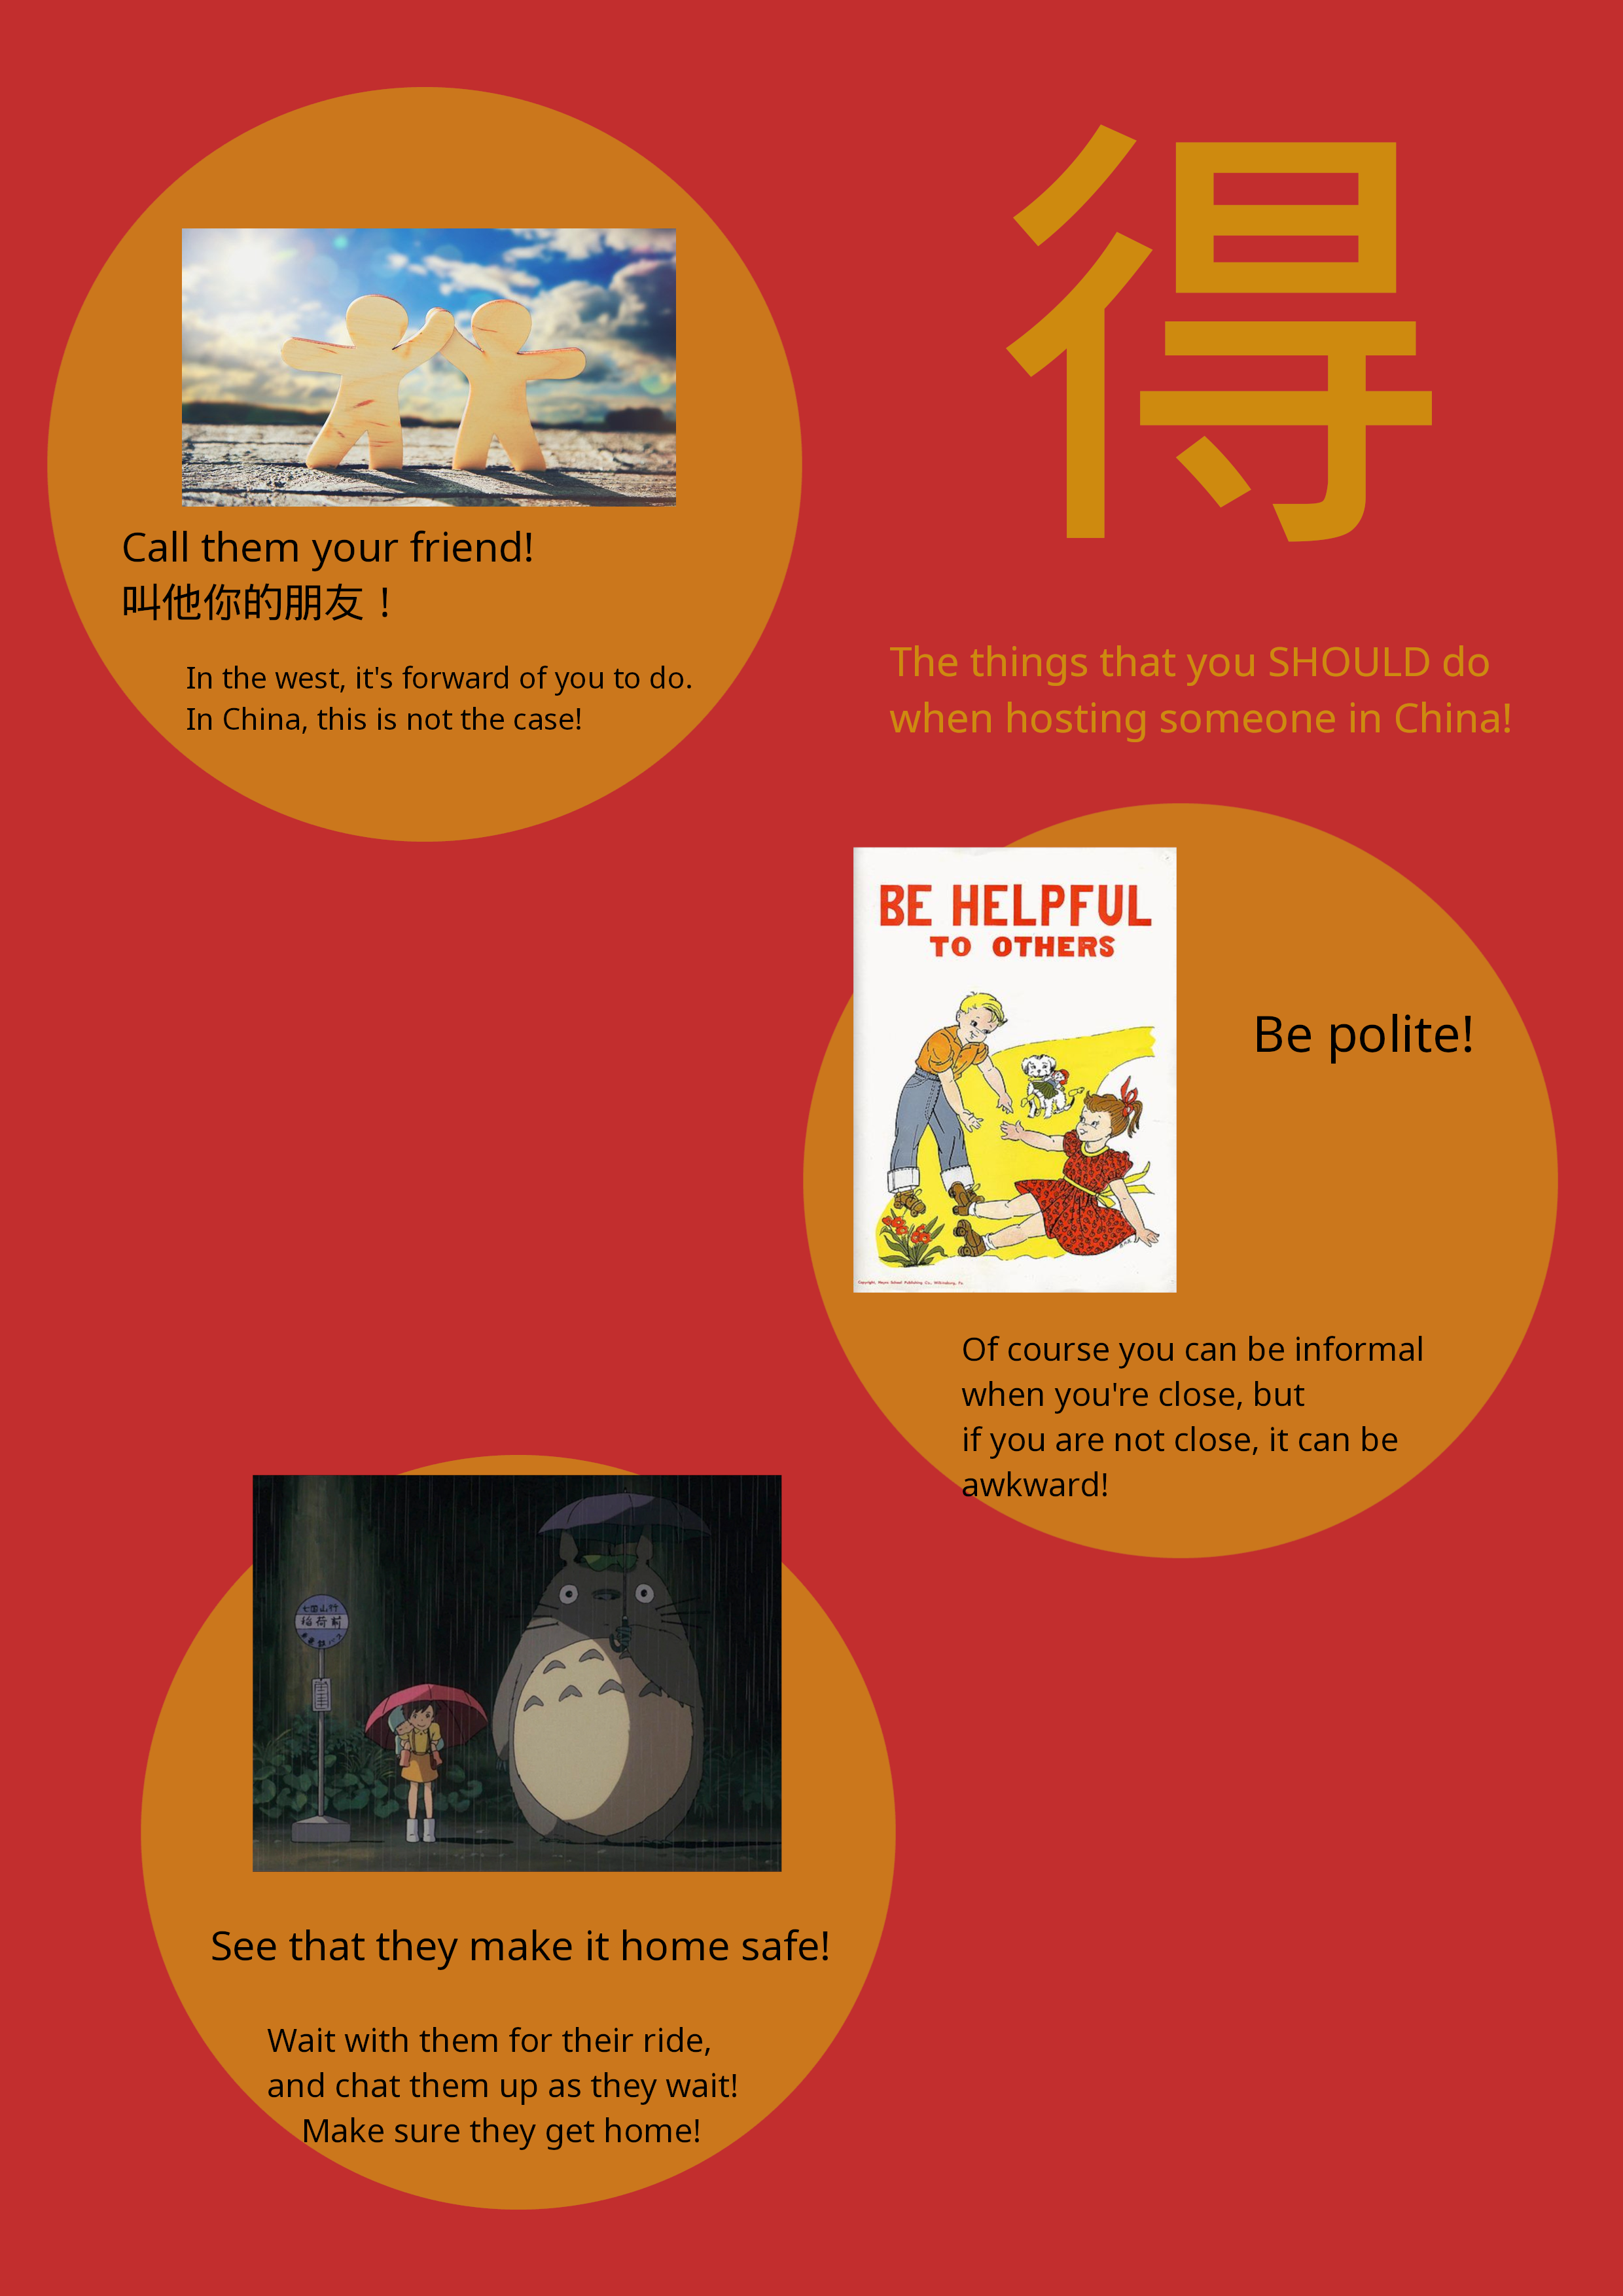 得
The things that you SHOULD do
when hosting someone in China!
Call them your friend!
叫他你的朋友！
In the west, it's forward of you to do.
In China, this is not the case!
BE HELPFUL
TO OTHERS
Be polite!
Of course you can be informal
when you're close, but
if you are not close, it can be
awkward!
稲荷前
See that they make it home safe!
Wait with them for their ride,
and chat them up as they wait!
Make sure they get home!